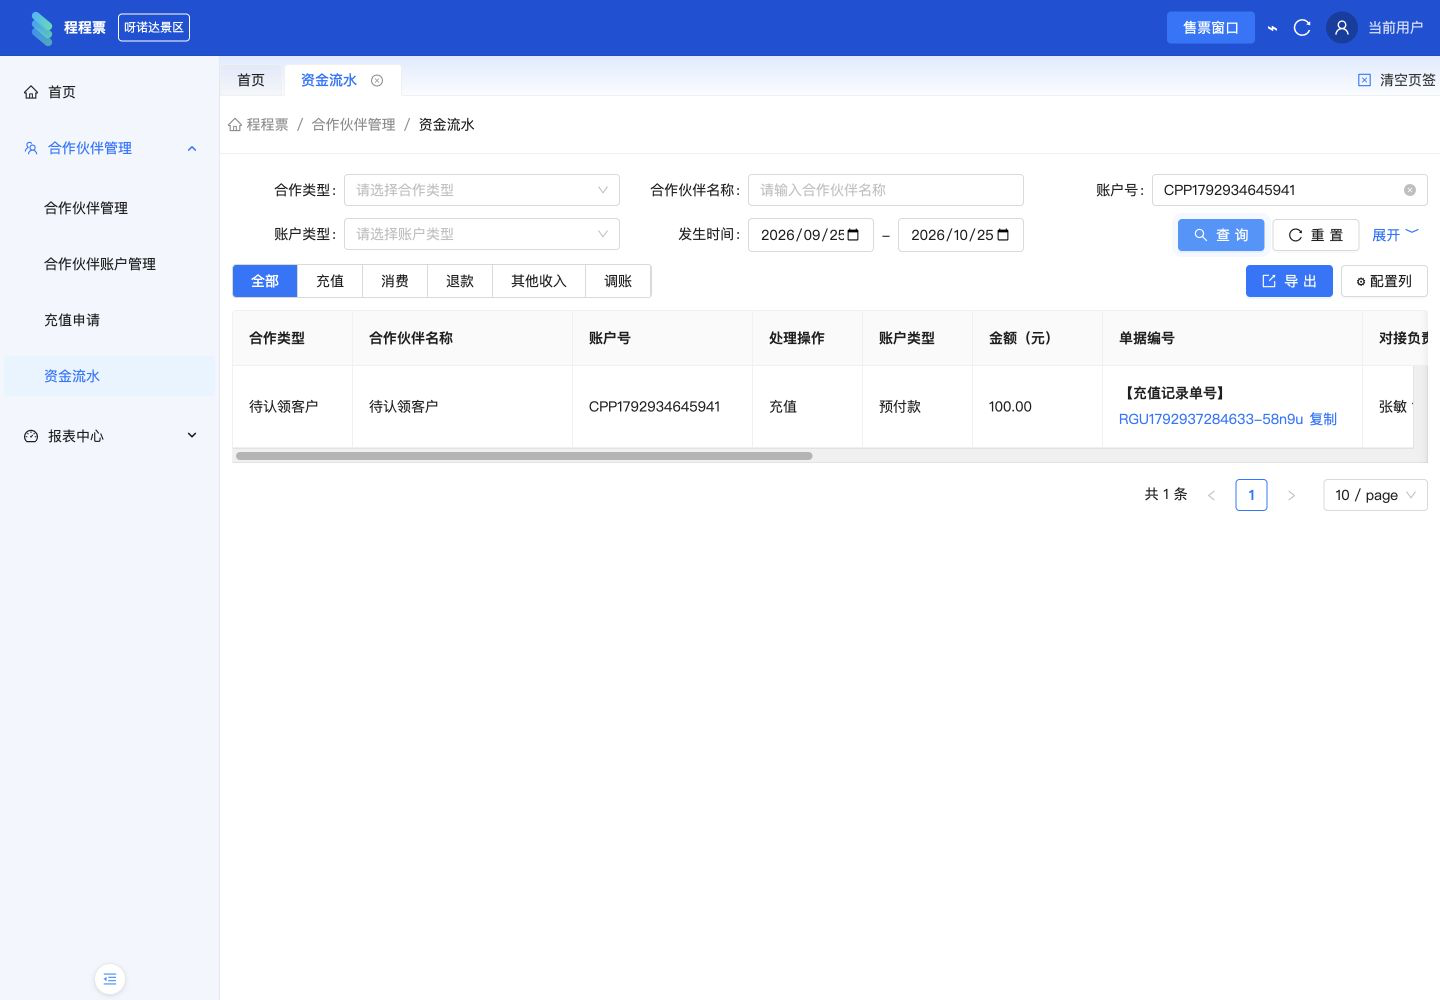 程程票 呀诺达景区 售票窗口 当前用户
首页
合作伙伴管理
合作伙伴管理
合作伙伴账户管理
充值申请
资金流水
报表中心
首页 资金流水 清空页签
程程票 / 合作伙伴管理 / 资金流水
合作类型: 请选择合作类型 合作伙伴名称: 请输入合作伙伴名称 账户号: CPP1792934645941
账户类型: 请选择账户类型 发生时间: 2026/09/25 - 2026/10/25 查 询 重 置 展开
全部 充值 消费 退款 其他收入 调账 导 出 配置列
合作类型 合作伙伴名称 账户号 处理操作 账户类型 金额（元） 单据编号 对接负责
待认领客户 待认领客户 CPP1792934645941 充值 预付款 100.00 【充值记录单号】
RGU1792937284633-58n9u 复制 张敏
共 1 条 < 1 > 10 / page